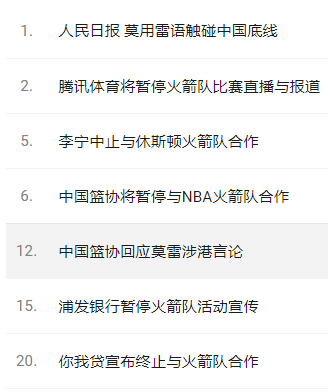 1. 人民日报 莫用雷语触碰中国底线
2. 腾讯体育将暂停火箭队比赛直播与报道
5. 李宁中止与休斯顿火箭队合作
6. 中国篮协将暂停与NBA火箭队合作
12. 中国篮协回应莫雷涉港言论
15. 浦发银行暂停火箭队活动宣传
20. 你我贷宣布终止与火箭队合作